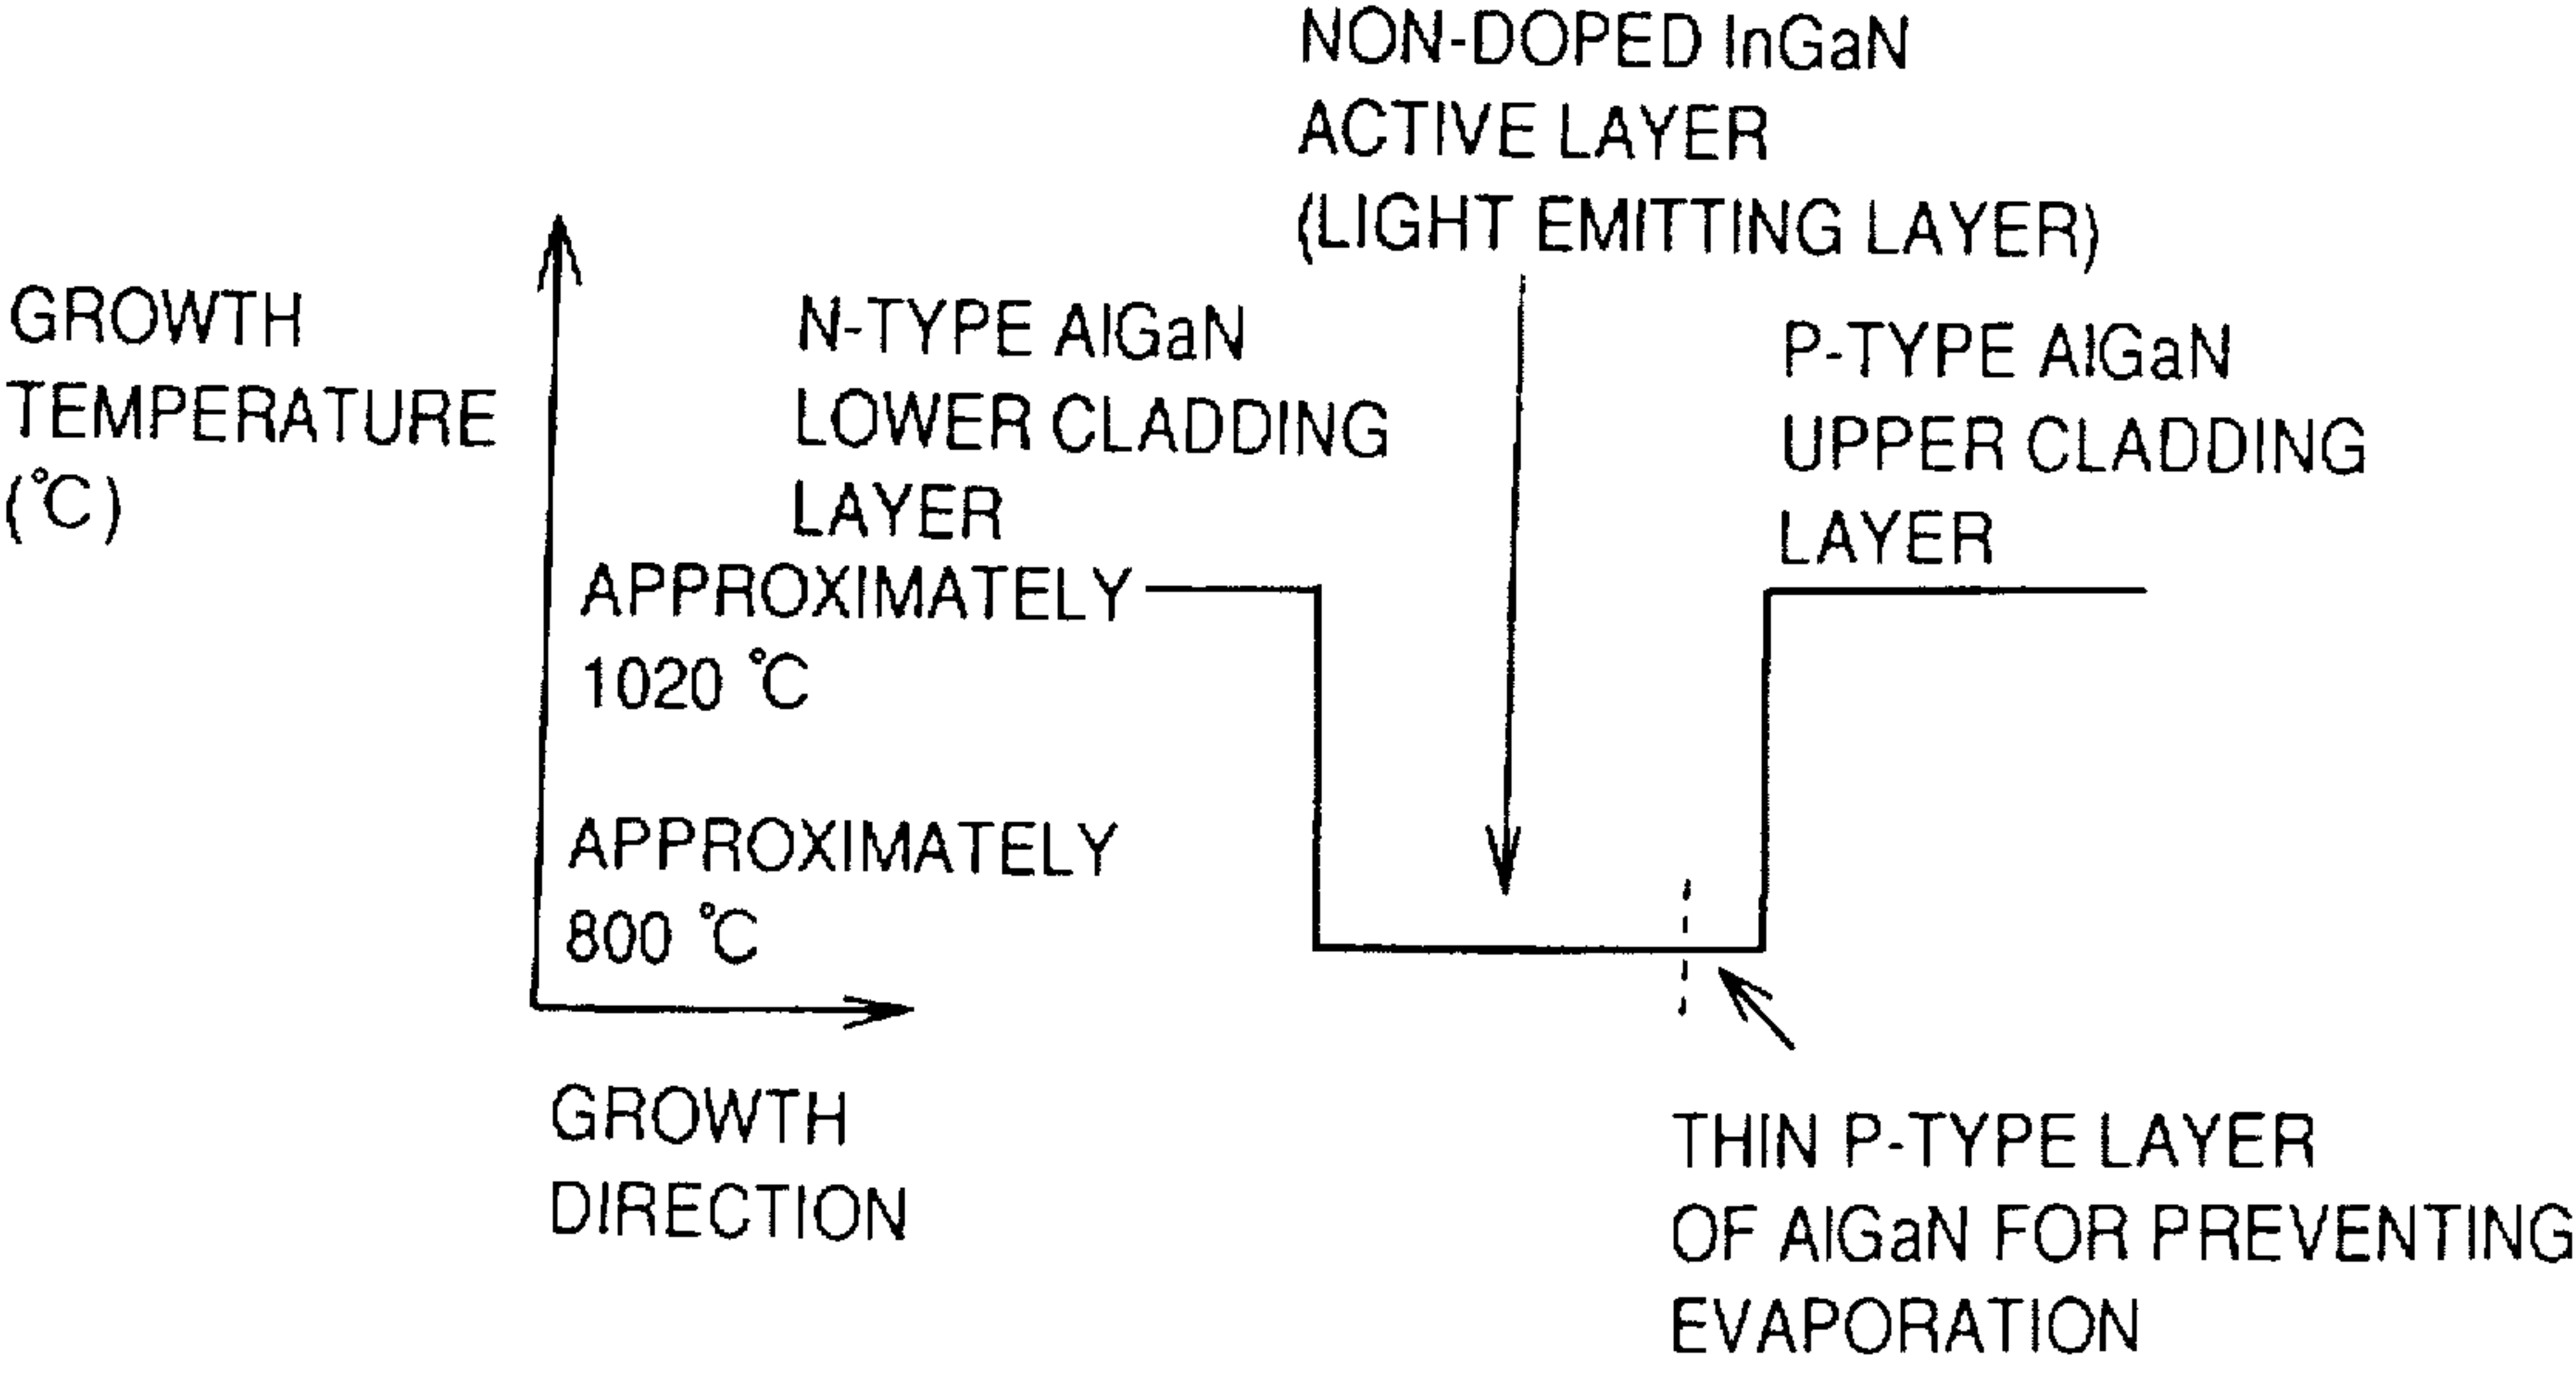 NON-DOPED InGaN
ACTIVE LAYER
(LIGHT EMITTING LAYER)
GROWTH
TEMPERATURE
(℃)
N-TYPE AlGaN
LOWER CLADDING
LAYER
P-TYPE AlGaN
UPPER CLADDING
LAYER
APPROXIMATELY
1020 ℃
APPROXIMATELY
800 ℃
GROWTH
DIRECTION
THIN P-TYPE LAYER
OF AlGaN FOR PREVENTING
EVAPORATION